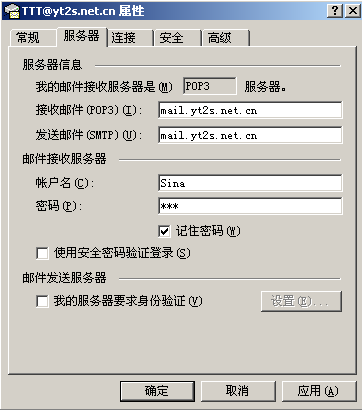 TTT@yt2s.net.cn 属性
常规 服务器 连接 安全 高级
服务器信息
我的邮件接收服务器是(M) POP3 服务器。
接收邮件(POP3)(I): mail.yt2s.net.cn
发送邮件(SMTP)(U): mail.yt2s.net.cn
邮件接收服务器
帐户名(C): Sina
密码(P): ***
记住密码(W)
使用安全密码验证登录(S)
邮件发送服务器
我的服务器要求身份验证(V) 设置(E)...
确定 取消 应用(A)